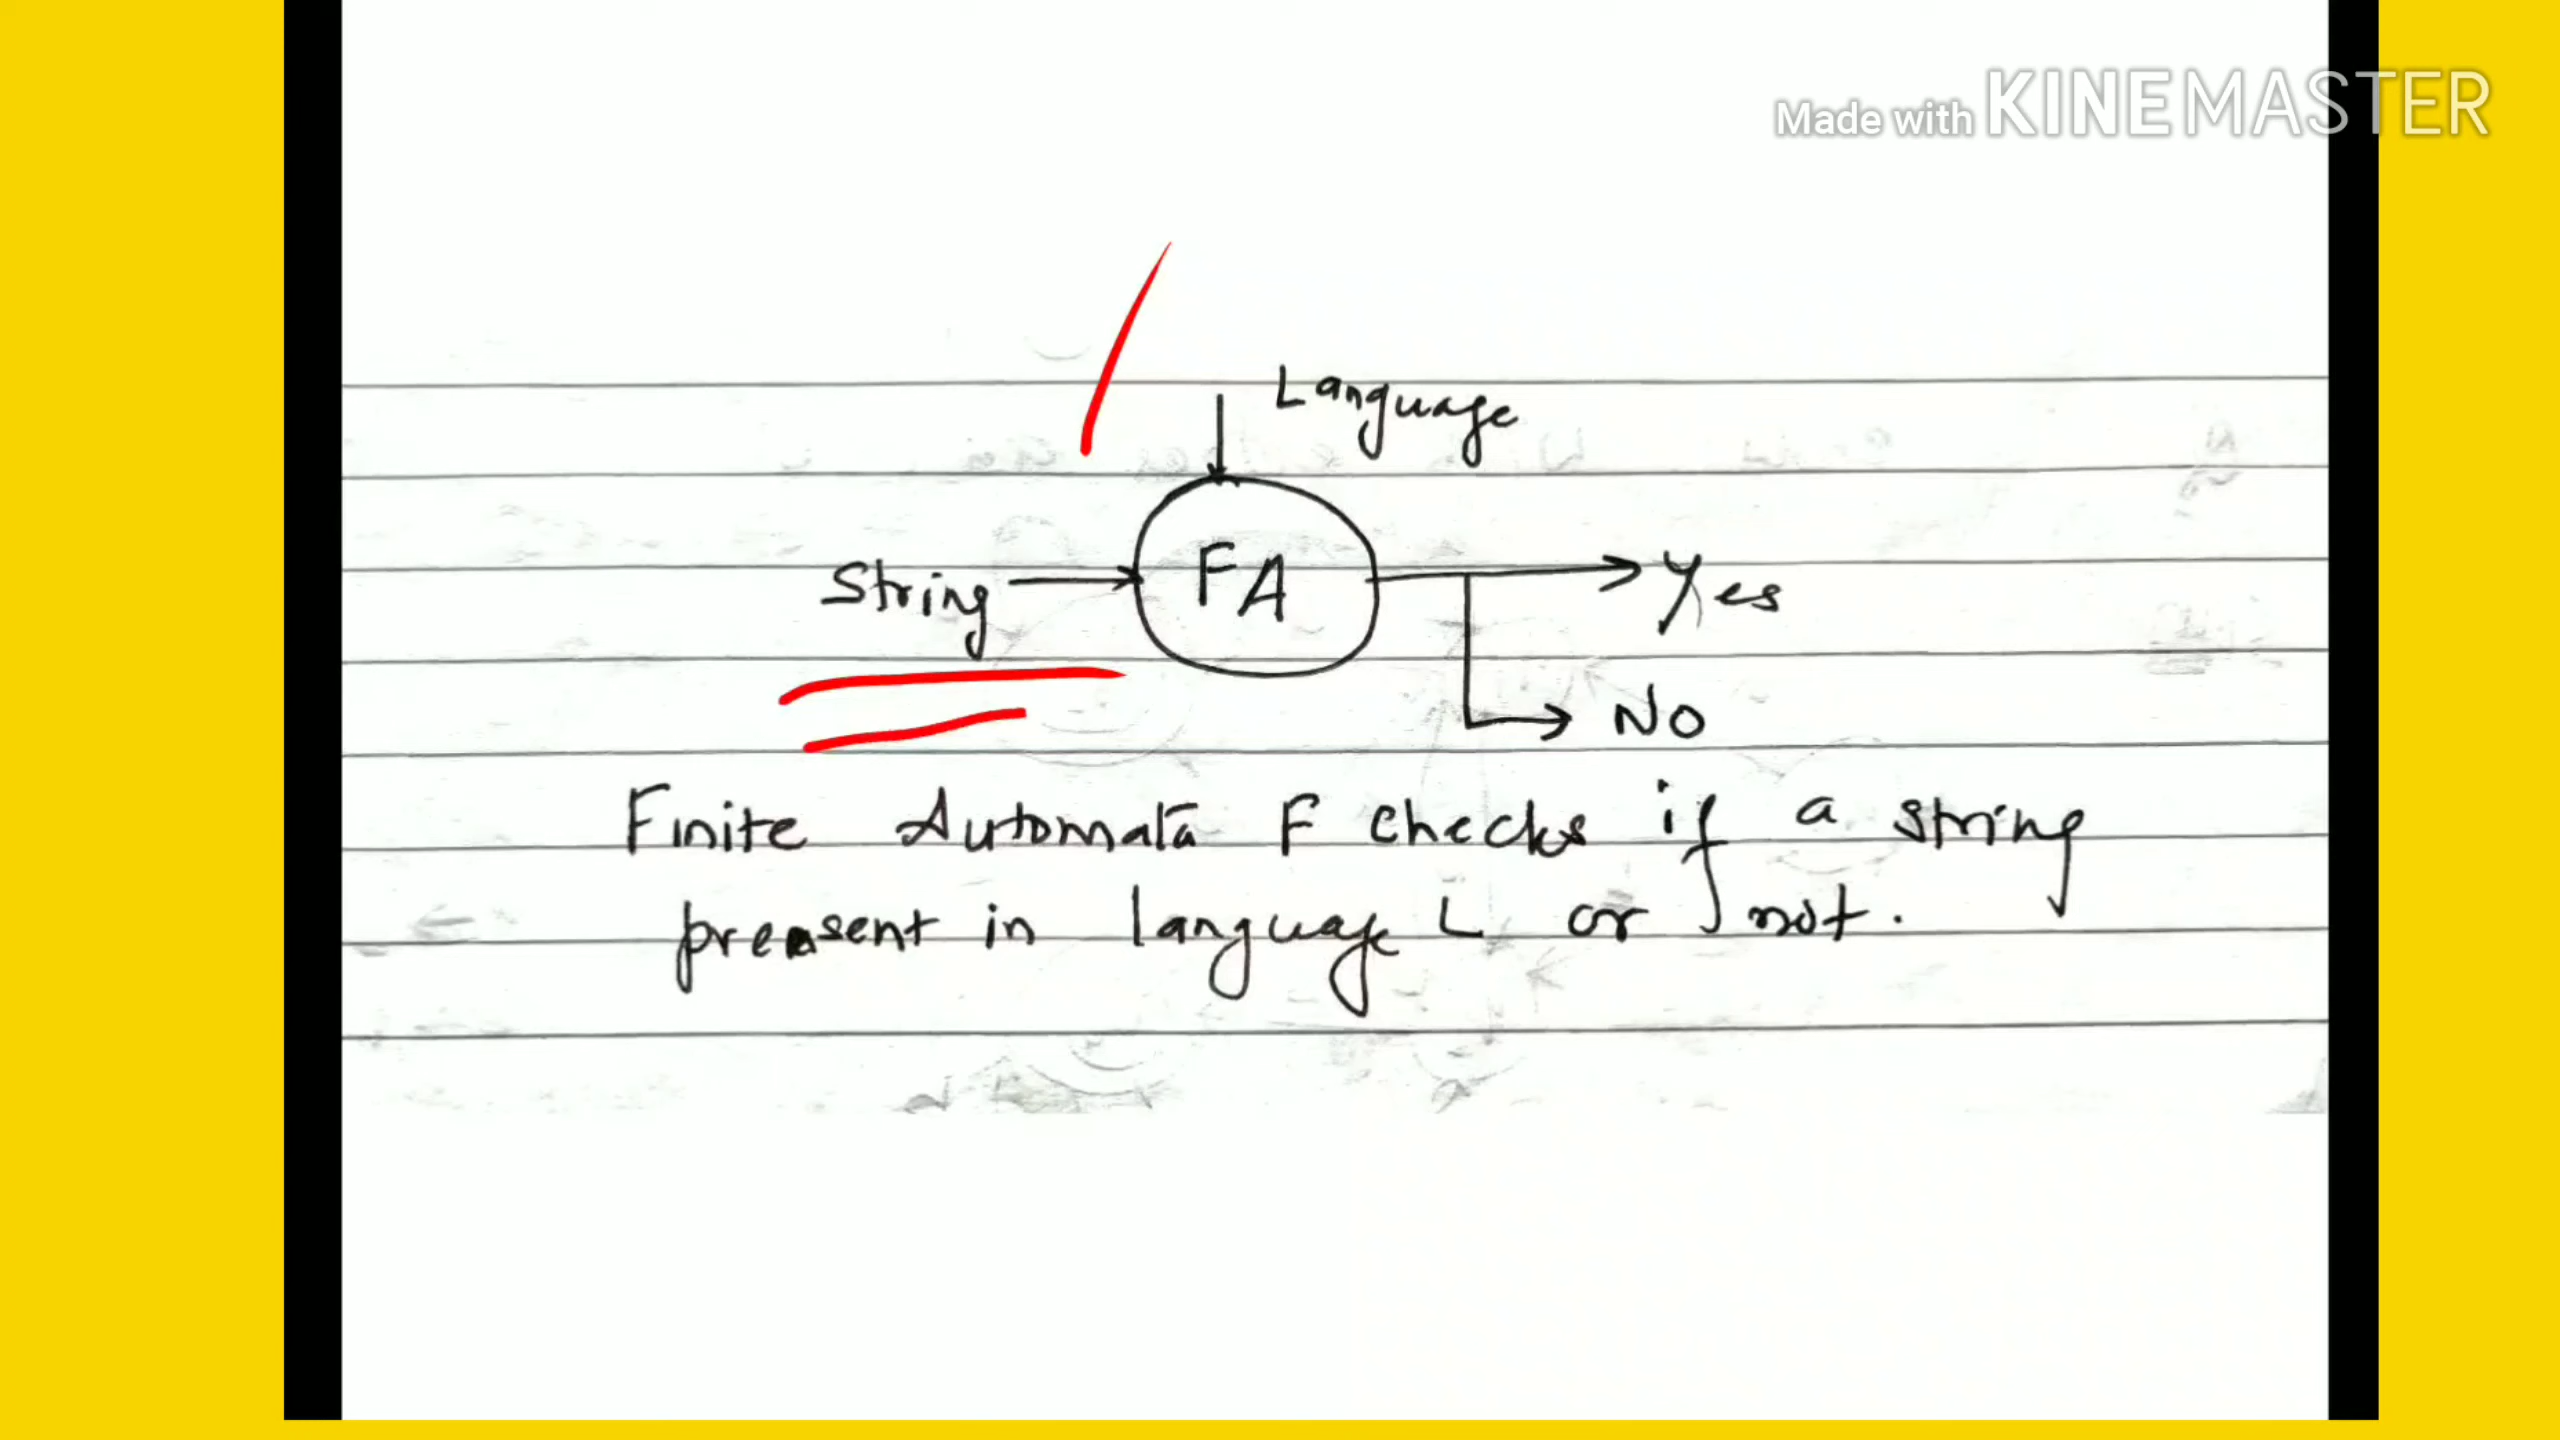 Made with KINEMASTER
Language
String
FA
Yes
NO
Finite Automata F checks if a string
present in language L or not.